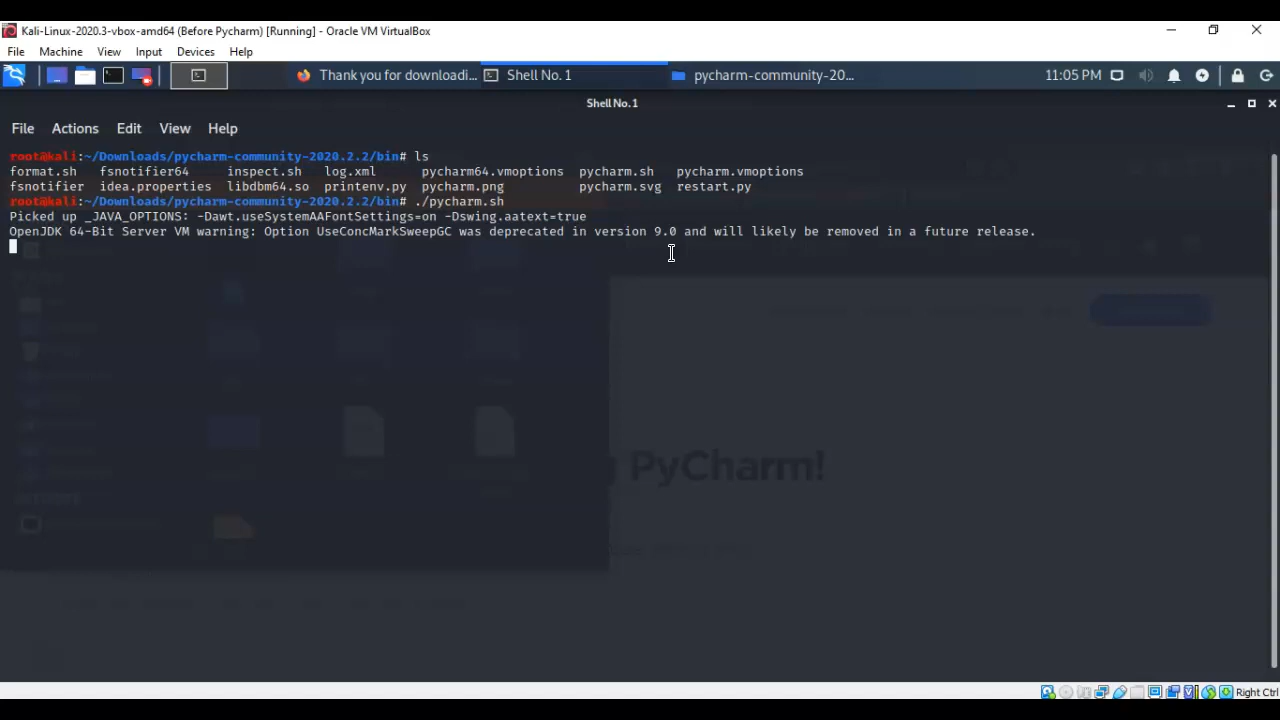 Kali-Linux-2020.3-vbox-amd64 (Before Pycharm) [Running] - Oracle VM VirtualBox
File Machine View Input Devices Help
Thank you for downloadi... Shell No. 1 pycharm-community-20... 11:05 PM
Shell No. 1
File Actions Edit View Help
root@kali:~/Downloads/pycharm-community-2020.2.2/bin# ls
format.sh fsnotifier64 inspect.sh log.xml pycharm64.vmoptions pycharm.sh pycharm.vmoptions
fsnotifier idea.properties libdbm64.so printenv.py pycharm.png pycharm.svg restart.py
root@kali:~/Downloads/pycharm-community-2020.2.2/bin# ./pycharm.sh
Picked up _JAVA_OPTIONS: -Dawt.useSystemAAFontSettings=on -Dswing.aatext=true
OpenJDK 64-Bit Server VM warning: Option UseConcMarkSweepGC was deprecated in version 9.0 and will likely be removed in a future release.
PyCharm!
Right Ctrl